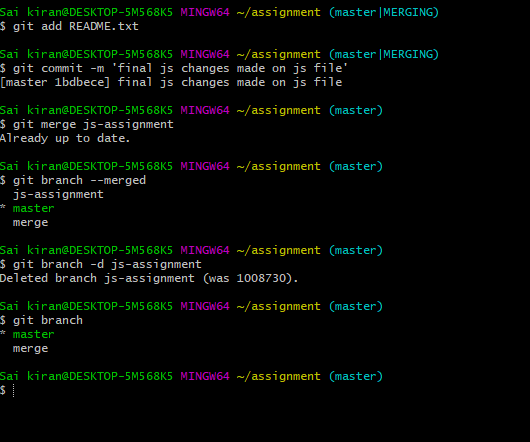 Sai kiran@DESKTOP-5M568K5 MINGW64 ~/assignment (master|MERGING)
$ git add README.txt
Sai kiran@DESKTOP-5M568K5 MINGW64 ~/assignment (master|MERGING)
$ git commit -m 'final js changes made on js file'
[master 1bdbece] final js changes made on js file
Sai kiran@DESKTOP-5M568K5 MINGW64 ~/assignment (master)
$ git merge js-assignment
Already up to date.
Sai kiran@DESKTOP-5M568K5 MINGW64 ~/assignment (master)
$ git branch --merged
js-assignment
* master
merge
Sai kiran@DESKTOP-5M568K5 MINGW64 ~/assignment (master)
$ git branch -d js-assignment
Deleted branch js-assignment (was 1008730).
Sai kiran@DESKTOP-5M568K5 MINGW64 ~/assignment (master)
$ git branch
* master
merge
Sai kiran@DESKTOP-5M568K5 MINGW64 ~/assignment (master)
$